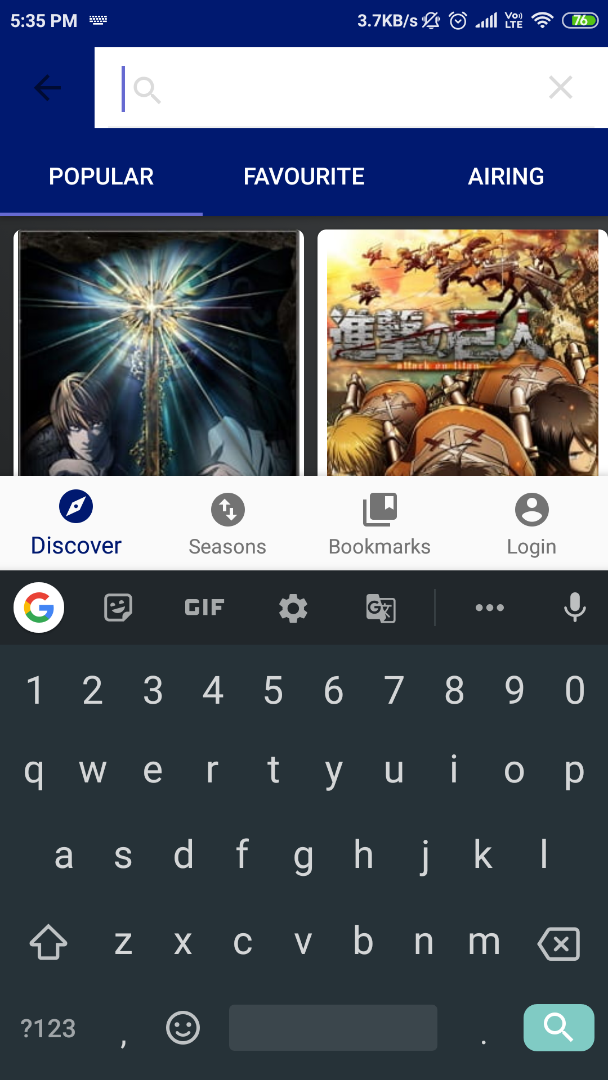 5:35 PM 3.7KB/s Vo) LTE 76
POPULAR FAVOURITE AIRING
進撃の巨人
attack on titan
Discover Seasons Bookmarks Login
G GIF G
1 2 3 4 5 6 7 8 9 0
q w e r t y u i o p
a s d f g h j k l
z x c v b n m
?123 , .